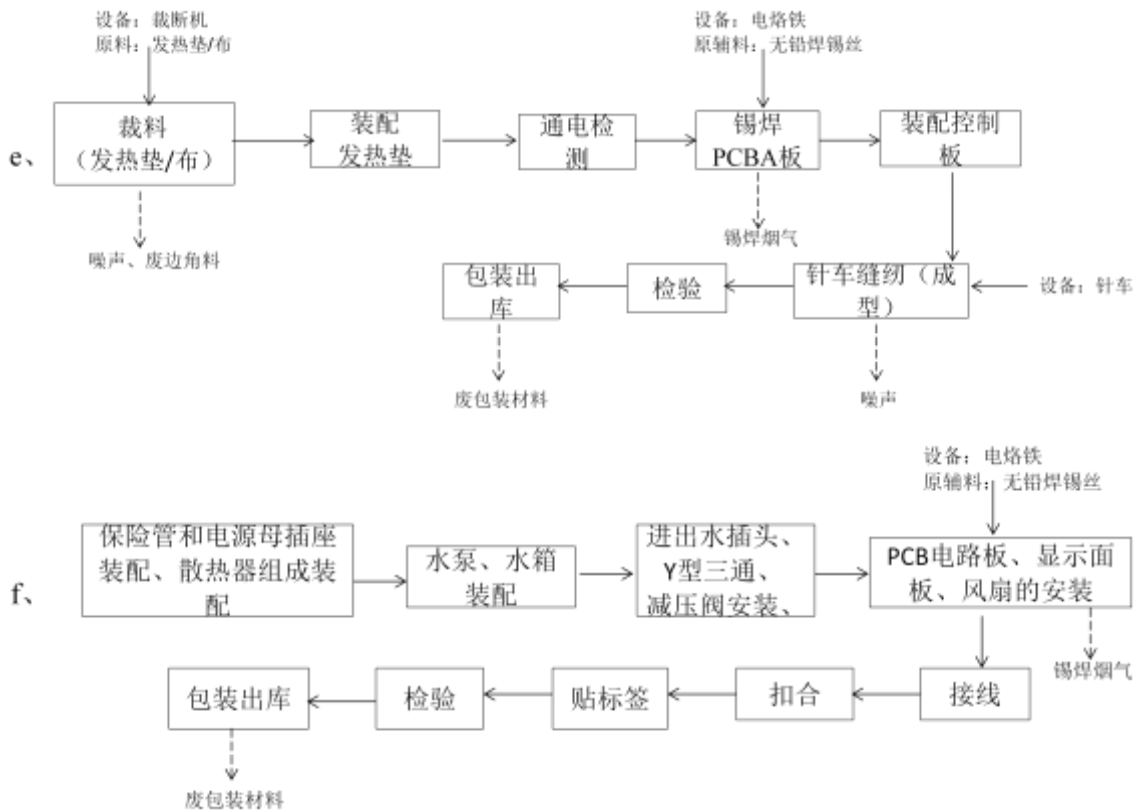 设备：裁断机
原料：发热垫/布
设备：电烙铁
原辅料：无铅焊锡丝
e、
裁料
（发热垫/布）
装配
发热垫
通电检
测
锡焊
PCBA板
装配控制
板
噪声、废边角料
锡焊烟气
包装出
库
检验
针车缝纫（成
型）
设备：针车
废包装材料
噪声
设备：电烙铁
原辅料：无铅焊锡丝
f、
保险管和电源母插座
装配、散热器组成装
配
水泵、水箱
装配
进出水插头、
Y型三通、
减压阀安装、
PCB电路板、显示面
板、风扇的安装
锡焊烟气
包装出库
检验
贴标签
扣合
接线
废包装材料